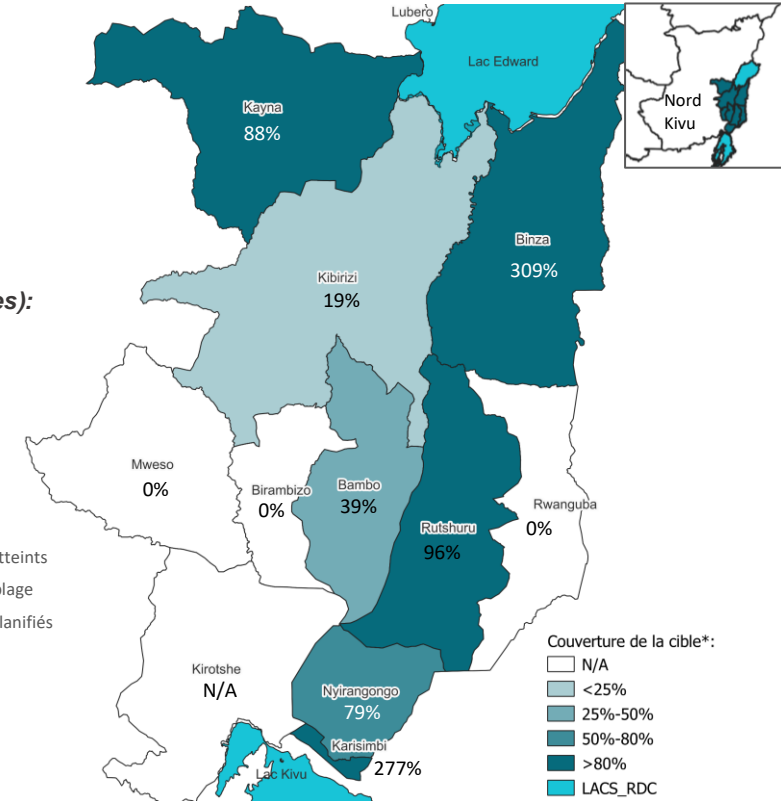 Lubero
Lac Edward
Nord
Kivu
Kayna
88%
Binza
309%
Kibirizi
19%
es):
Mweso
0%
Birambizo
0%
Bambo
39%
Rutshuru
96%
Rwanguba
0%
tteints
lage
lanifiés
Kirotshe
N/A
Nyirangongo
79%
Karisimbi
277%
Lac Kivu
Couverture de la cible*:
N/A
<25%
25%-50%
50%-80%
>80%
LACS_RDC